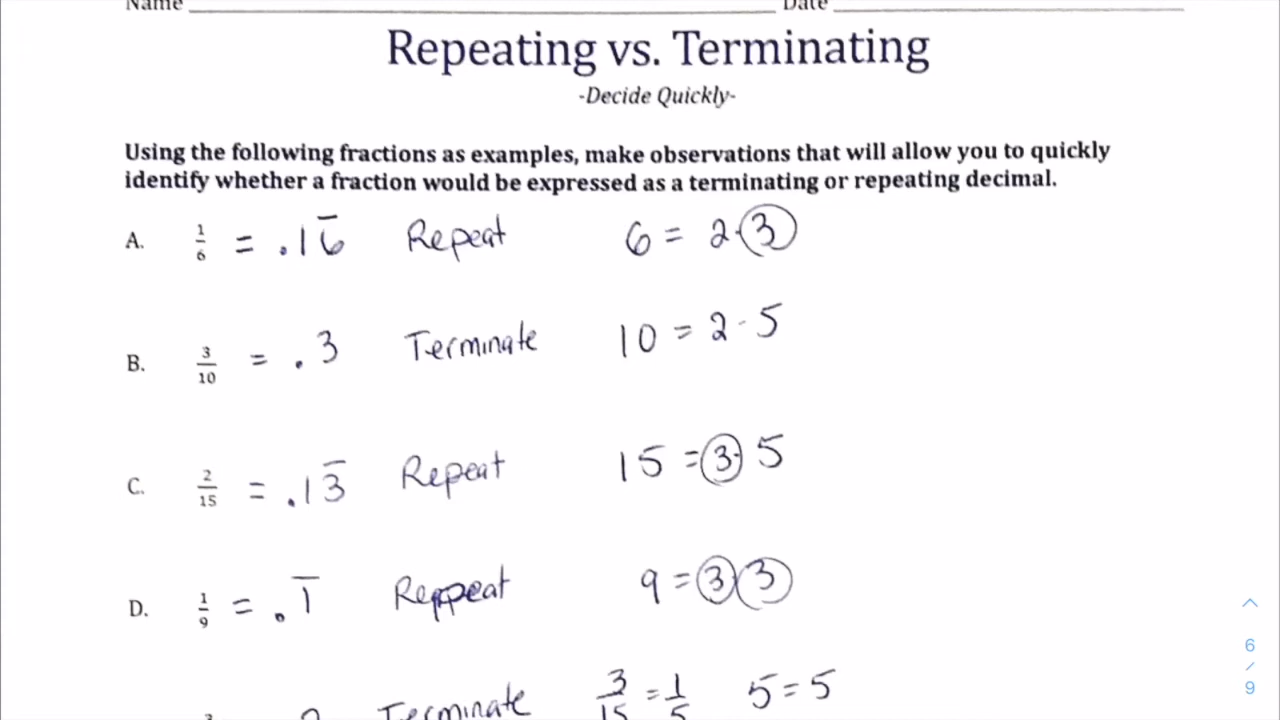 Name ____ Date ____
Repeating vs. Terminating
-Decide Quickly-
Using the following fractions as examples, make observations that will allow you to quickly
identify whether a fraction would be expressed as a terminating or repeating decimal.
A. 1/6 = .16̅ Repeat 6 = 2·3
B. 3/10 = .3 Terminate 10 = 2·5
C. 2/15 = .13̅ Repeat 15 = 3·5
D. 1/9 = .1̅ Reppeat 9 = 3 3
Terminate 3/15 = 1/5 5 = 5
6
/
9